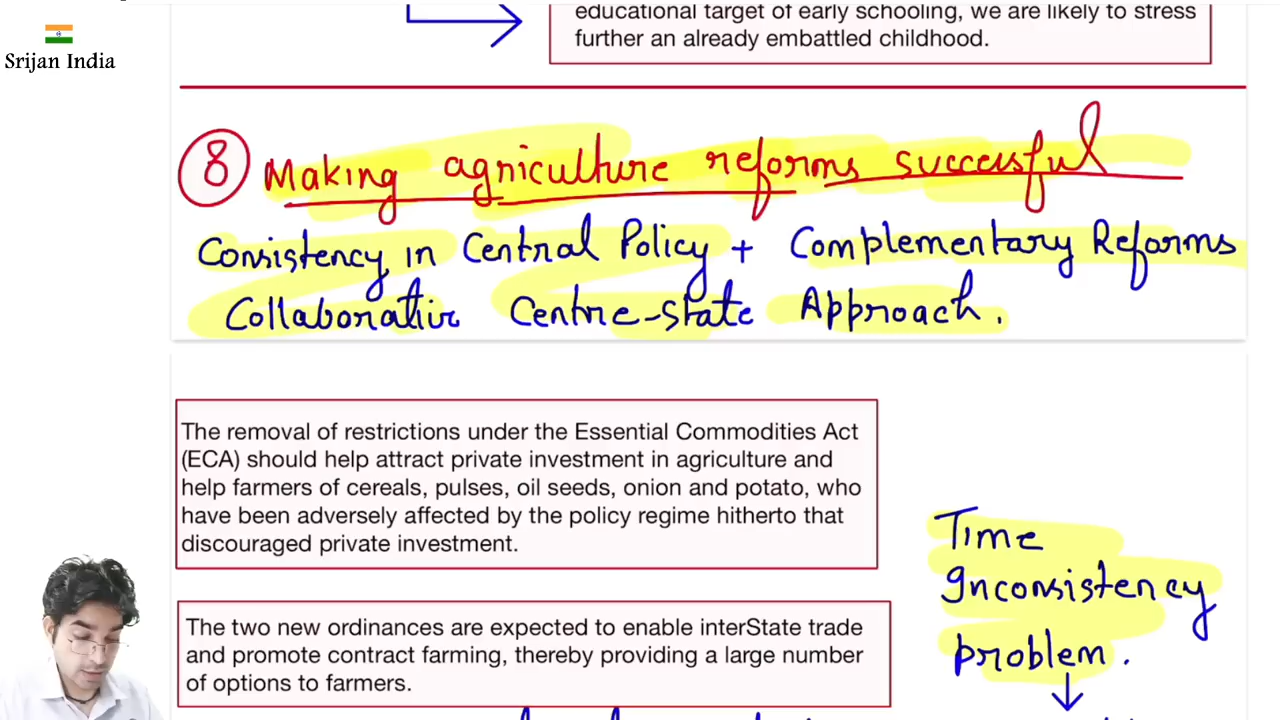 educational target of early schooling, we are likely to stress
further an already embattled childhood.
Srijan India
8 Making agriculture reforms successful
Consistency in Central Policy + Complementary Reforms
Collaborative Centre-state Approach.
The removal of restrictions under the Essential Commodities Act
(ECA) should help attract private investment in agriculture and
help farmers of cereals, pulses, oil seeds, onion and potato, who
have been adversely affected by the policy regime hitherto that
discouraged private investment.
Time
Inconsistency
problem.
The two new ordinances are expected to enable interState trade
and promote contract farming, thereby providing a large number
of options to farmers.